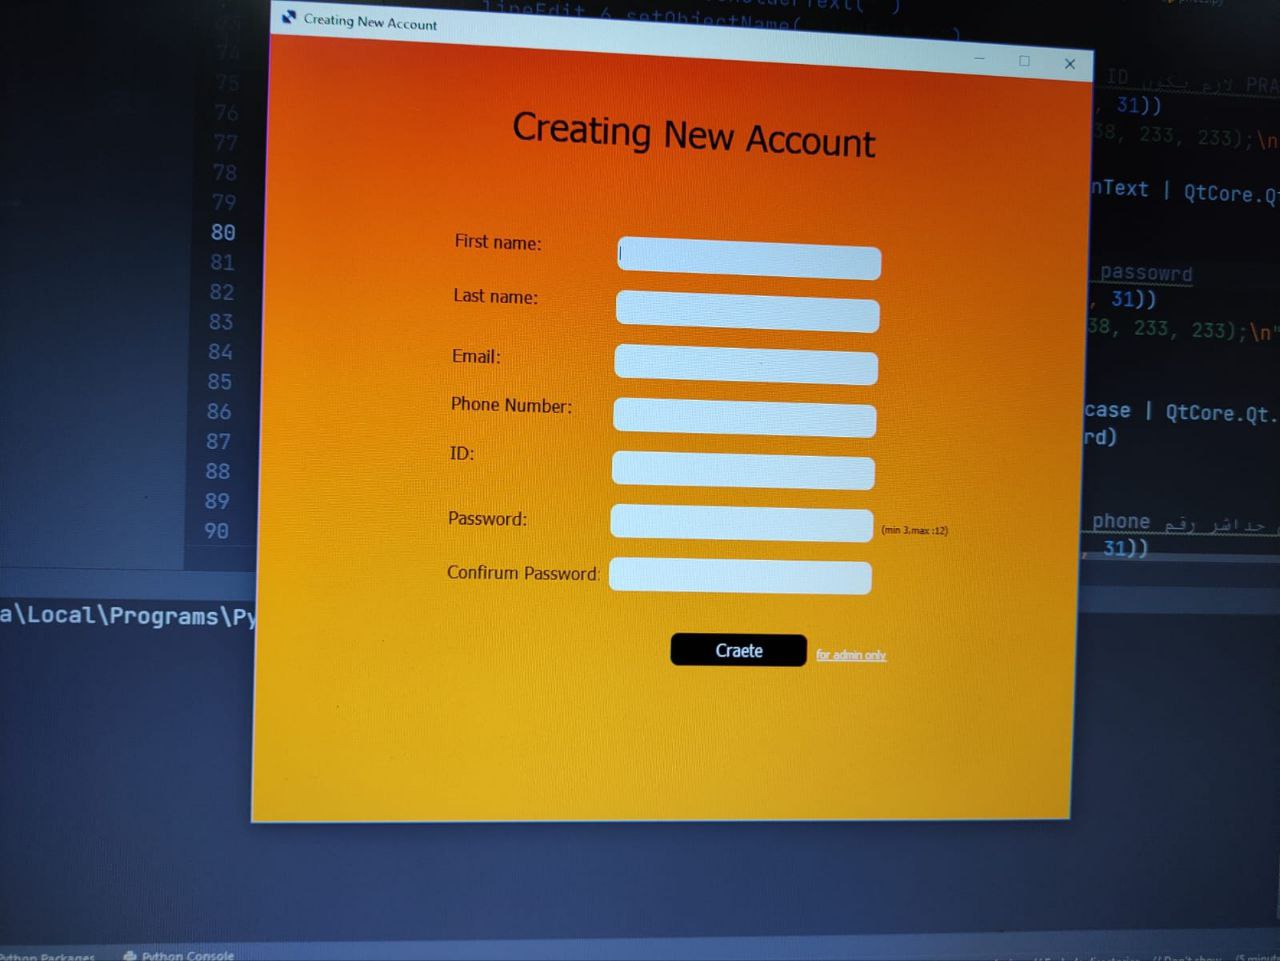 Creating New Account
Creating New Account
First name:
Last name:
Email:
Phone Number:
ID:
Password:
(min 3,max :12)
Confirum Password:
Craete
for admin only
75
76
77
78
79
80
81
82
83
84
85
86
87
88
89
90
لازم يكون ID
, 31))
38, 233, 233);\n
nText | QtCore.Qt
passowrd
, 31))
38, 233, 233);\n"
case | QtCore.Qt.
rd)
phone حداشر رقم
, 31))
a\Local\Programs\Py
Python Packages
Python Console